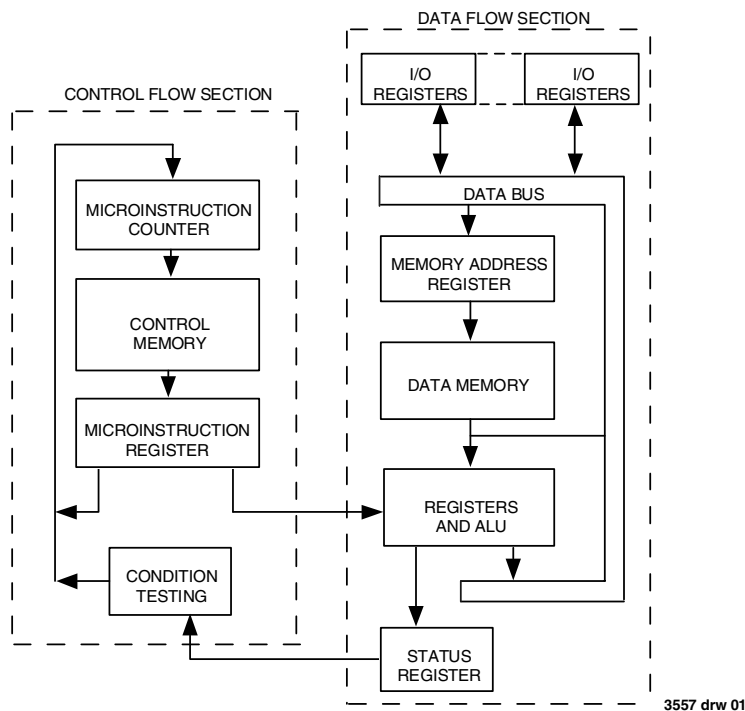 DATA FLOW SECTION
I/O
REGISTERS
I/O
REGISTERS
CONTROL FLOW SECTION
DATA BUS
MICROINSTRUCTION
COUNTER
MEMORY ADDRESS
REGISTER
CONTROL
MEMORY
DATA MEMORY
MICROINSTRUCTION
REGISTER
REGISTERS
AND ALU
CONDITION
TESTING
STATUS
REGISTER
3557 drw 01